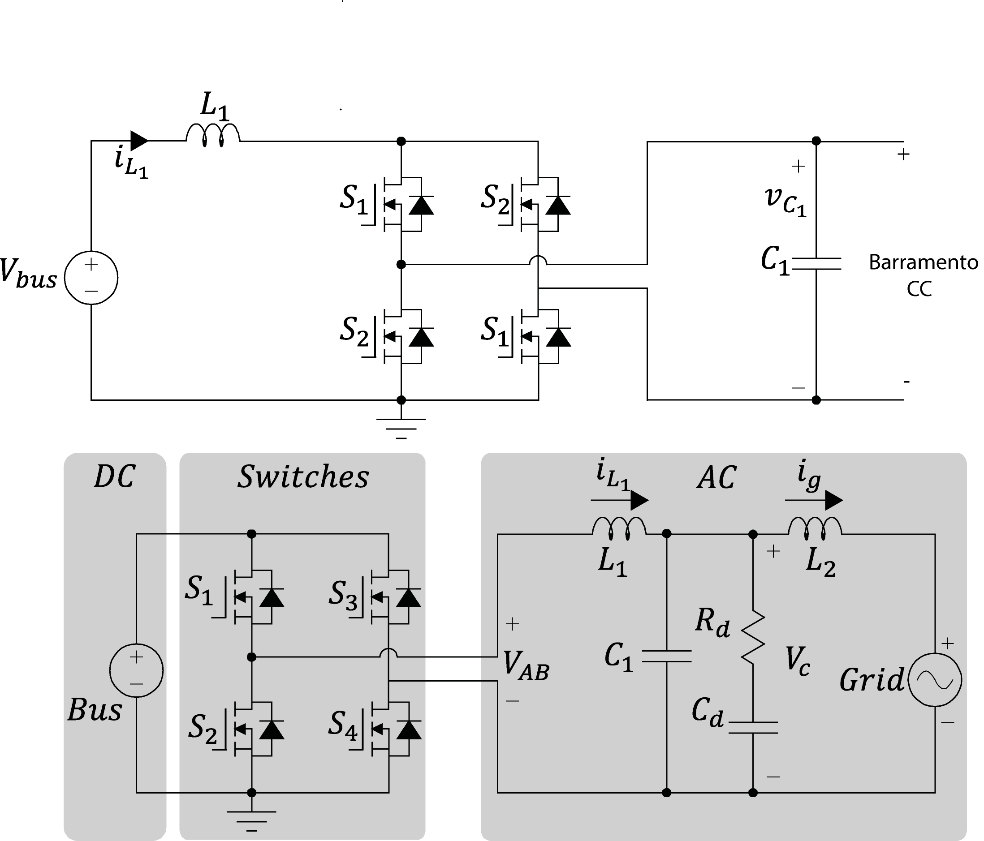 L1
iL1
S1
S2
+
+
vC1
Vbus
+
−
C1
Barramento
CC
S2
S1
−
-
DC
Switches
iL1
AC
ig
L1
+
L2
S1
S3
+
Rd
+
−
C1
VAB
Vc
Grid
+
Bus
−
Cd
−
S2
S4
−